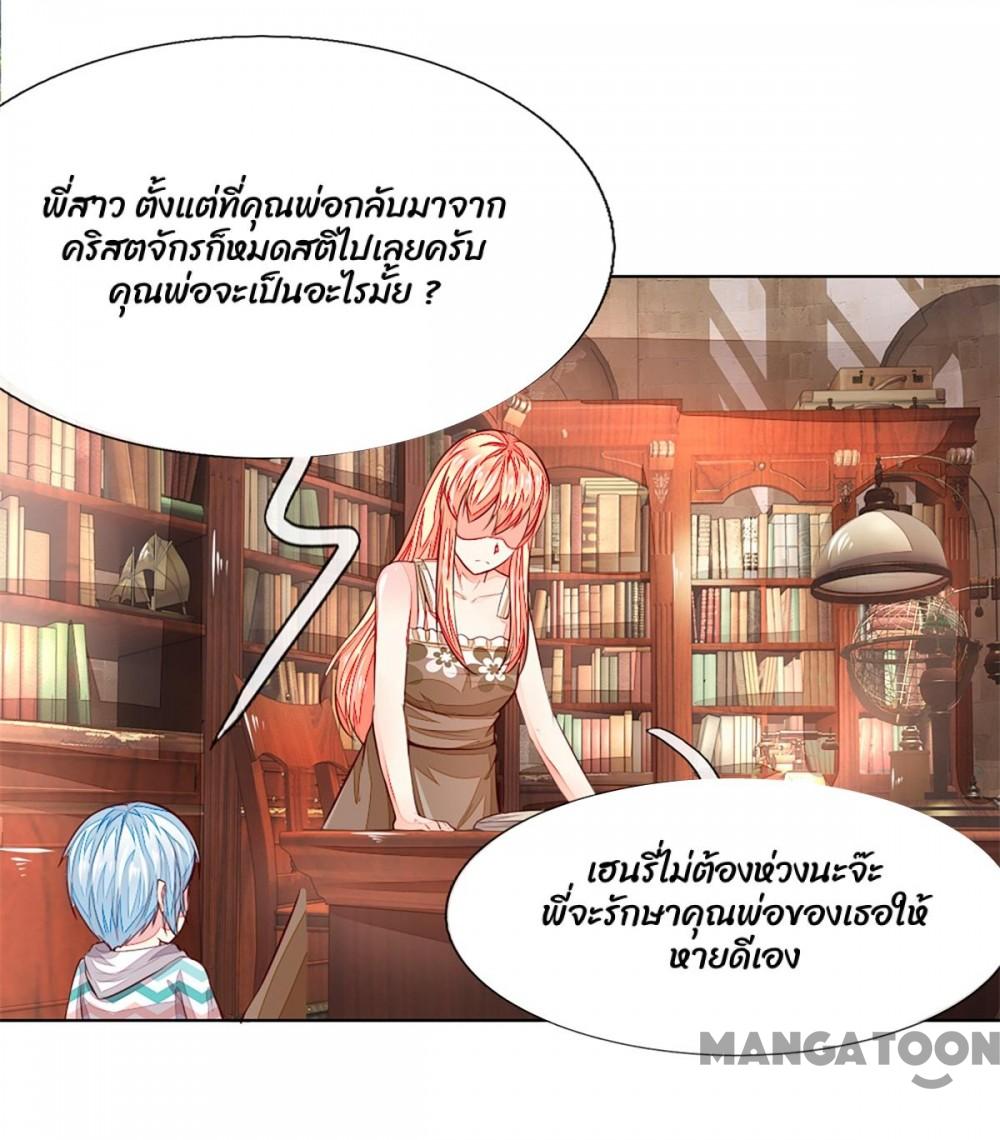 พี่สาว ตั้งแต่ที่คุณพ่อกลับมาจาก
คริสตจักรก็หมดสติไปเลยครับ
คุณพ่อจะเป็นอะไรมั้ย ?
เฮนรี่ไม่ต้องห่วงนะจ๊ะ
พี่จะรักษาคุณพ่อของเธอให้
หายดีเอง
MANGATOON